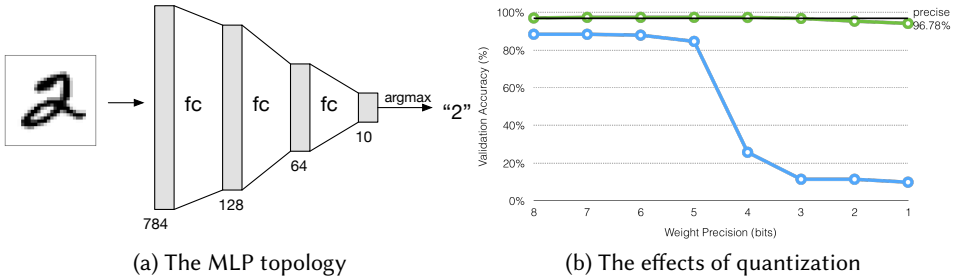 fc
fc
fc
argmax
"2"
784
128
64
10
(a) The MLP topology
Validation Accuracy (%)
100%
80%
60%
40%
20%
0%
precise
96.78%
8 7 6 5 4 3 2 1
Weight Precision (bits)
(b) The effects of quantization